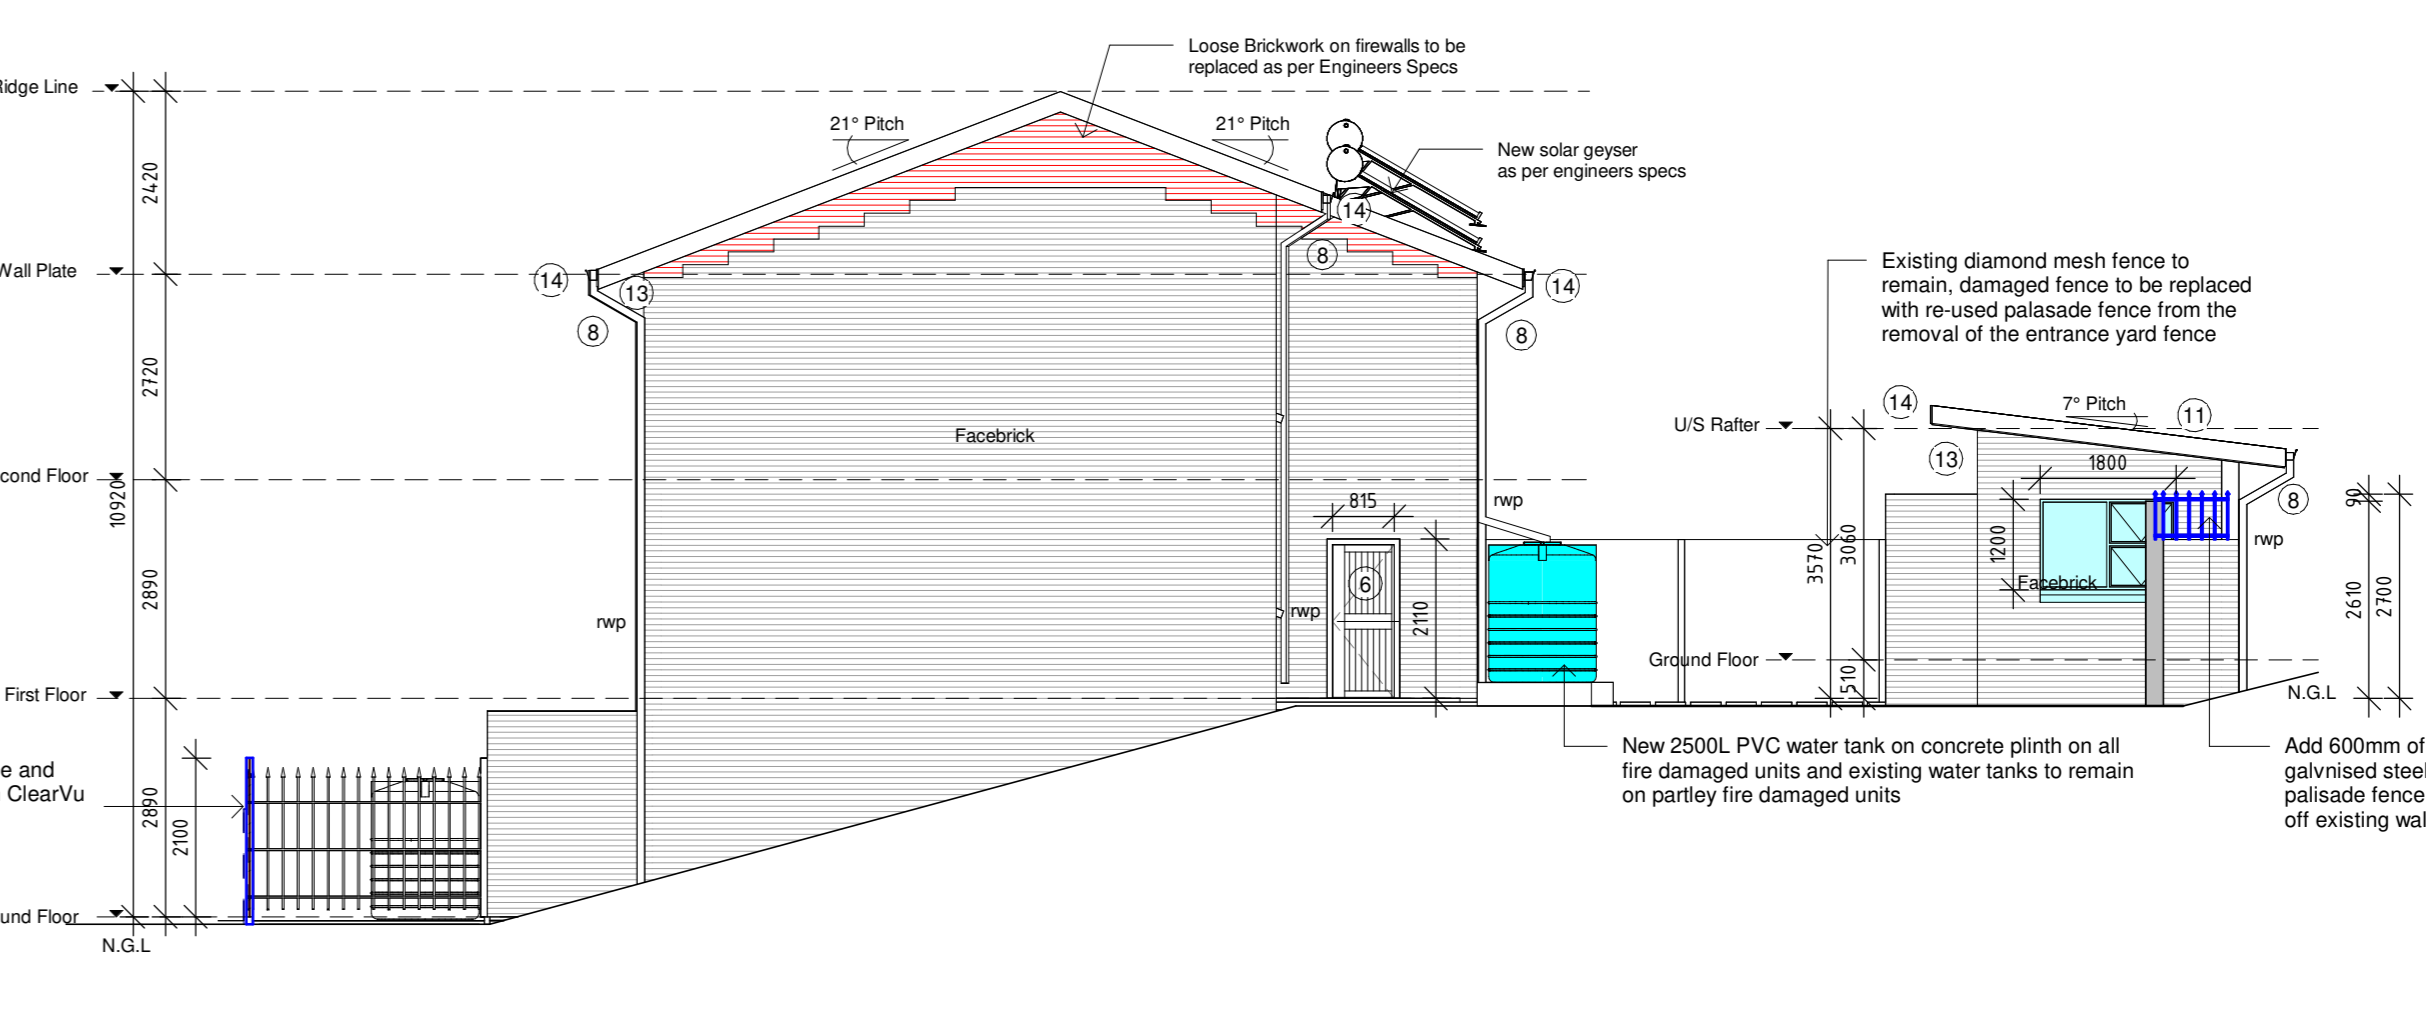 Loose Brickwork on firewalls to be
replaced as per Engineers Specs
Ridge Line
21° Pitch
21° Pitch
New solar geyser
as per engineers specs
2420
14
8
Wall Plate
14
13
8
14
8
Existing diamond mesh fence to
remain, damaged fence to be replaced
with re-used palasade fence from the
removal of the entrance yard fence
2720
14
7° Pitch
11
U/S Rafter
Facebrick
13
1800
cond Floor
10920
815
rwp
8
90
3570
3060
1200
rwp
2890
6
2110
Facebrick
2610
2700
rwp
rwp
Ground Floor
510
First Floor
N.G.L
New 2500L PVC water tank on concrete plinth on all
fire damaged units and existing water tanks to remain
on partley fire damaged units
Add 600mm of
galvnised steel
palisade fence
off existing wal
e and
ClearVu
2890
2100
und Floor
N.G.L